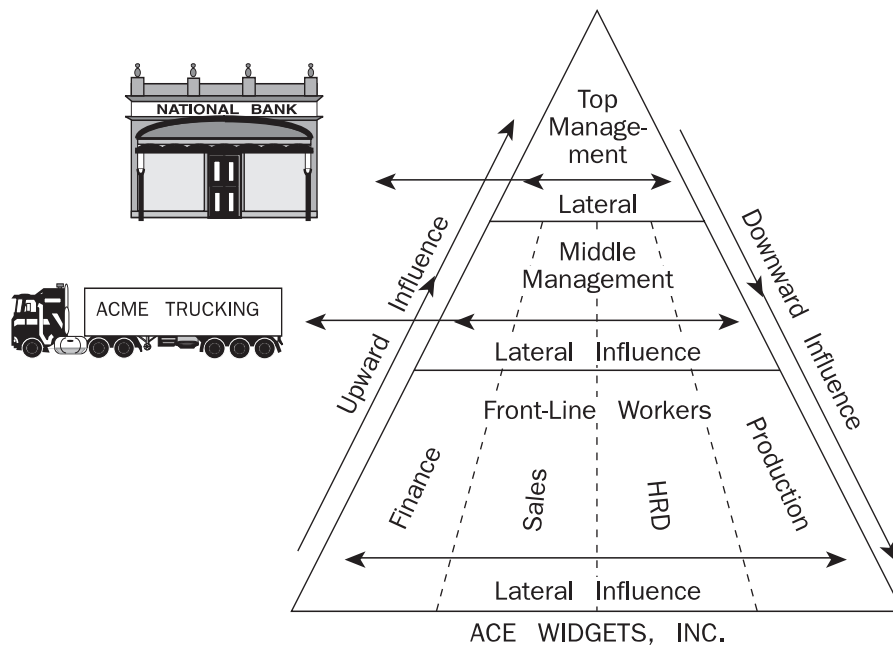 NATIONAL BANK
Top
Manage-
ment
Lateral
Middle
Management
ACME TRUCKING
Lateral Influence
Upward Influence
Downward Influence
Front-Line Workers
Finance
Sales
HRD
Production
Lateral Influence
ACE WIDGETS, INC.